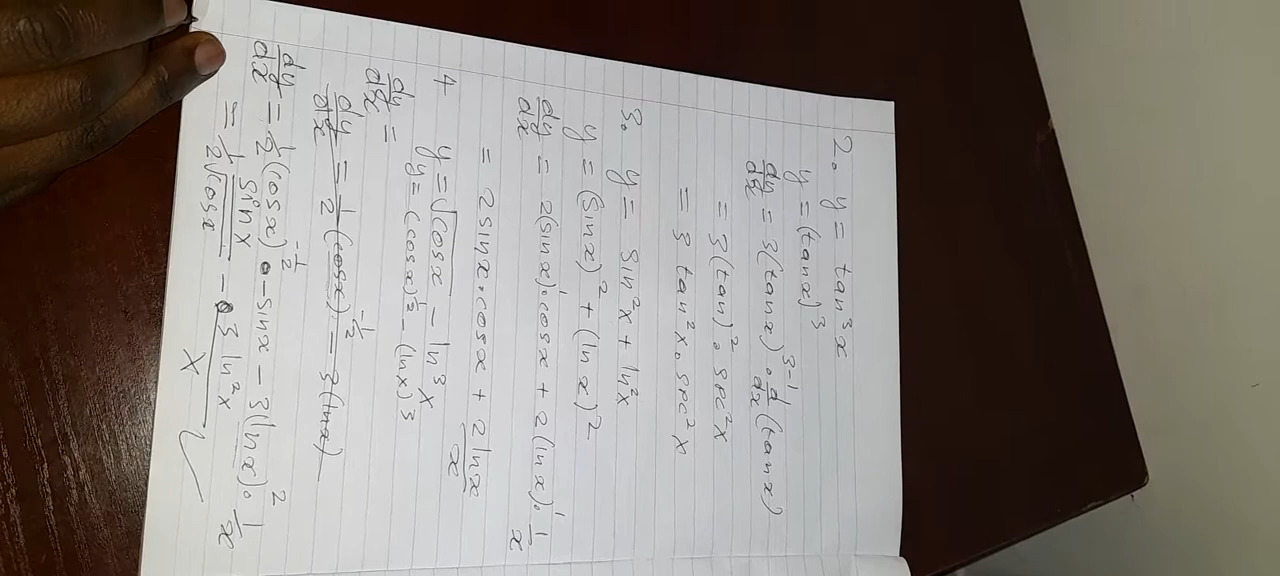 2. y = tan³x
y = (tanx)³
dy/dx = 3(tanx)³⁻¹ · d/dx (tanx)
= 3(tan)² · sec²x
= 3 tan²x · sec²x
3. y = sin²x + ln²x
y = (sinx)² + (lnx)²
dy/dx = 2(sinx)¹·cosx + 2(lnx)¹·1/x
= 2sinx·cosx + 2lnx/x
4 y = √cosx − ln³x
y = (cosx)^½ − (lnx)³
dy/dx =
dy/dx = ½(cosx)^-½ − 3(lnx)
dy/dx = ½(cosx)^-½ · −sinx − 3(lnx)² · 1/x
= −½ sinx/√cosx − 3ln²x/x